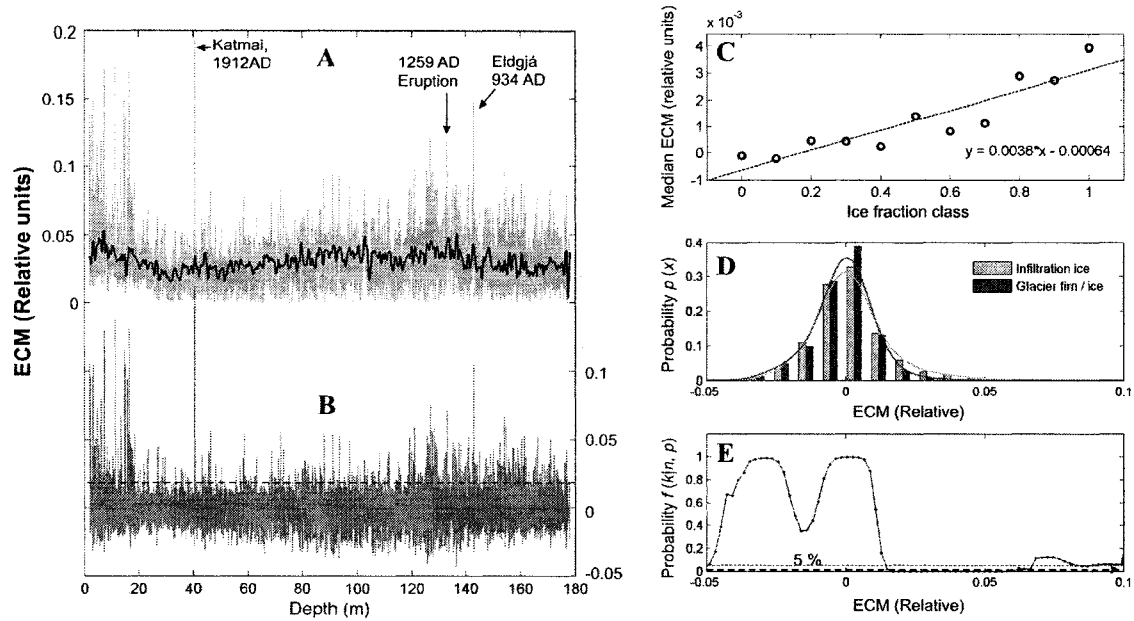 A
Katmai,
1912AD
1259 AD
Eruption
Eldgjá
934 AD
0.2
0.15
0.1
0.05
0
ECM (Relative units)
B
0.1
0.05
0
-0.05
0 20 40 60 80 100 120 140 160 180
Depth (m)
x 10⁻³
C
4
3
2
1
0
-1
Median ECM (relative units)
y = 0.0038*x - 0.00064
0 0.2 0.4 0.6 0.8 1
Ice fraction class
D
0.4
0.3
0.2
0.1
0
Probability p (x)
Infiltration ice
Glacier firn / ice
-0.05 0 0.05 0.1
ECM (Relative)
E
1
0.8
0.6
0.4
0.2
0
Probability f (k|n, p)
5 %
-0.05 0 0.05 0.1
ECM (Relative)